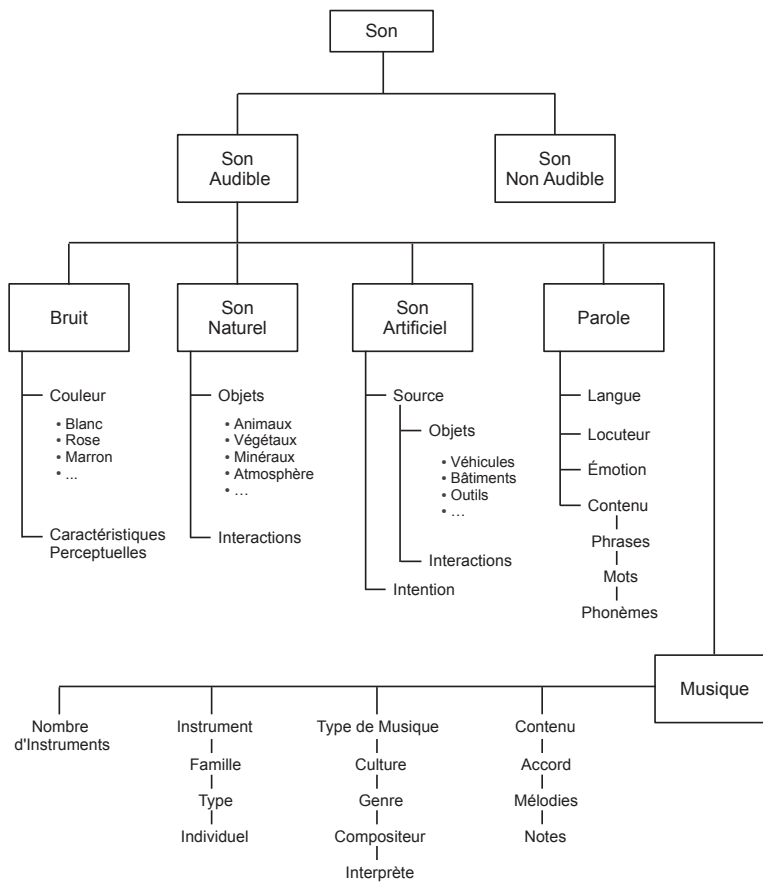 Son
Son
Audible
Son
Non Audible
Bruit
Son
Naturel
Son
Artificiel
Parole
Couleur
• Blanc
• Rose
• Marron
• ...
Caractéristiques
Perceptuelles
Objets
• Animaux
• Végétaux
• Minéraux
• Atmosphère
• …
Interactions
Source
Objets
• Véhicules
• Bâtiments
• Outils
• …
Interactions
Intention
Langue
Locuteur
Émotion
Contenu
Phrases
Mots
Phonèmes
Musique
Nombre
d'Instruments
Instrument
Famille
Type
Individuel
Type de Musique
Culture
Genre
Compositeur
Interprète
Contenu
Accord
Mélodies
Notes